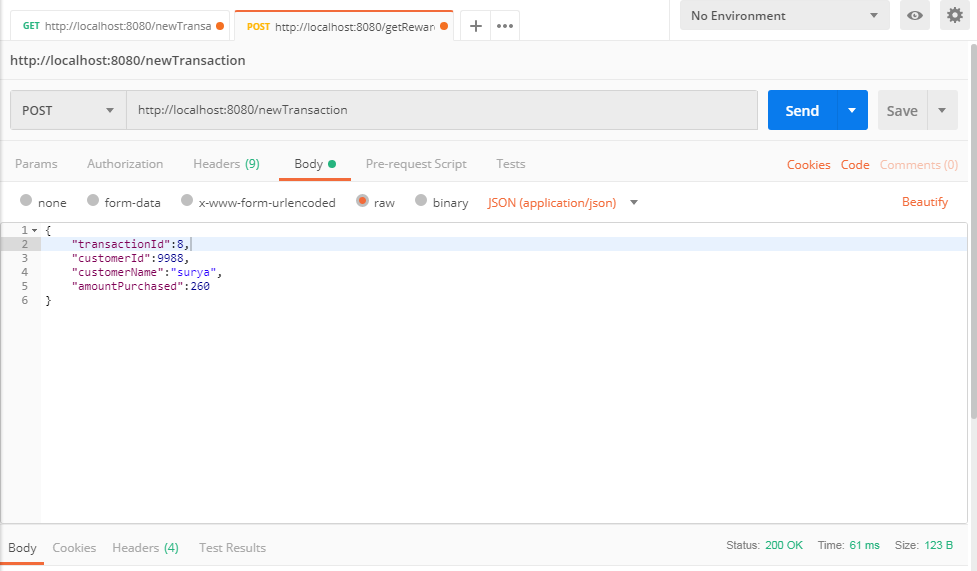 GET http://localhost:8080/newTransa POST http://localhost:8080/getRewar + ••• No Environment
http://localhost:8080/newTransaction
POST http://localhost:8080/newTransaction Send Save
Params Authorization Headers (9) Body Pre-request Script Tests Cookies Code Comments (0)
none form-data x-www-form-urlencoded raw binary JSON (application/json) Beautify
1 {
2 "transactionId":8,
3 "customerId":9988,
4 "customerName":"surya",
5 "amountPurchased":260
6 }
Body Cookies Headers (4) Test Results Status: 200 OK Time: 61 ms Size: 123 B